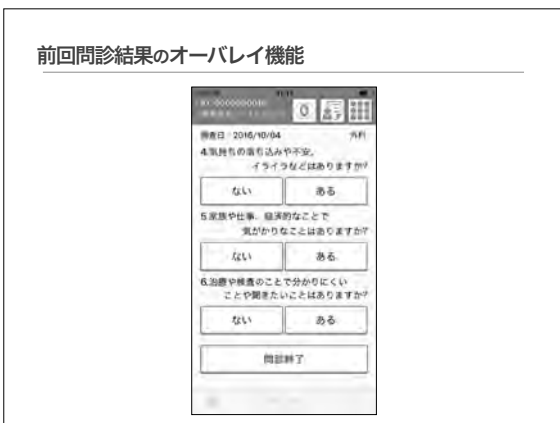 前回問診結果のオーバレイ機能
0
検査日:2016/10/04
4.気持ちの落ち込みや不安、
イライラなどはありますか?
ない ある
5.家族や仕事、経済的なことで
気がかりなことはありますか?
ない ある
6.治療や検査のことで分かりにくい
ことや聞きたいことはありますか?
ない ある
問診終了